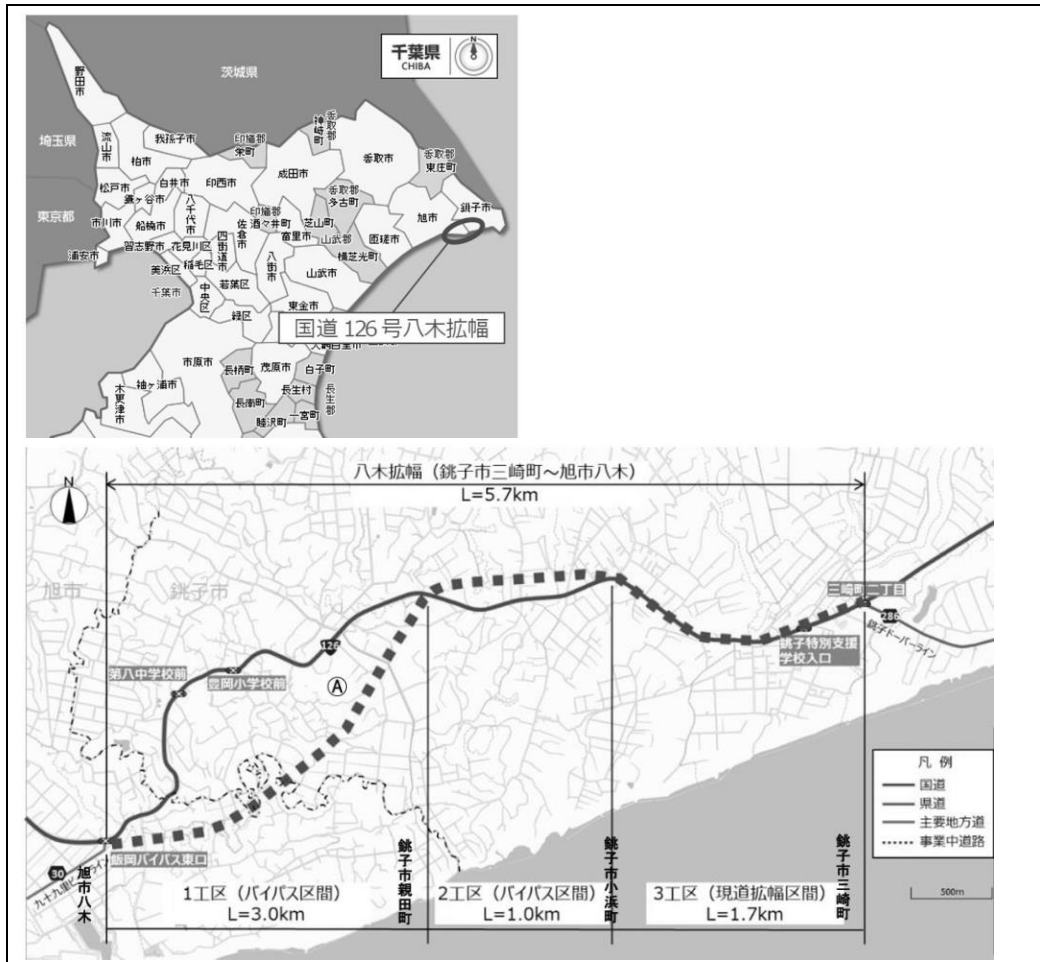 千葉県
CHIBA
N
茨城県
埼玉県
東京都
野田市
流山市
我孫子市
柏市
松戸市
鎌ヶ谷市
白井市
印西市
印旛郡
栄町
成田市
神崎町
香取郡
香取市
香取郡
東庄町
香取郡
多古町
旭市
銚子市
匝瑳市
市川市
船橋市
八千代市
佐倉市
印旛郡
酒々井町
富里市
芝山町
山武郡
横芝光町
浦安市
習志野市
花見川区
四街道市
八街市
山武市
美浜区
稲毛区
若葉区
千葉市
中央区
緑区
東金市
国道126号八木拡幅
市原市
長柄町
茂原市
白子町
袖ヶ浦市
木更津市
長南町
長生村
長生郡
睦沢町
一宮町
八木拡幅(銚子市三崎町~旭市八木)
L=5.7km
N
旭市
銚子市
三崎町二丁目
286
銚子ドーバーライン
銚子特別支援
学校入口
126
第八中学校前
豊岡小学校前
Ⓐ
飯岡バイパス東口
30
旭市八木
銚子市親田町
銚子市小浜町
銚子市三崎町
1工区(バイパス区間)
L=3.0km
2工区(バイパス区間)
L=1.0km
3工区(現道拡幅区間)
L=1.7km
凡例
国道
県道
主要地方道
事業中道路
500m